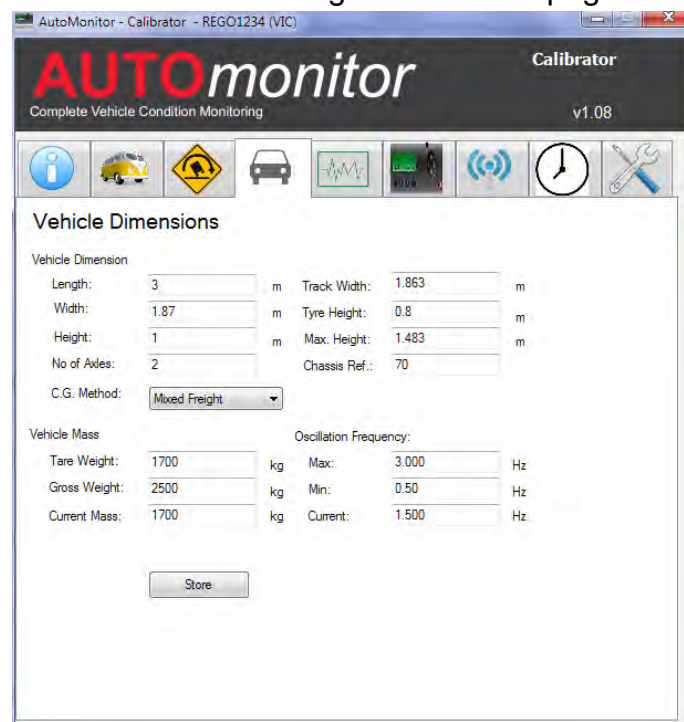 AutoMonitor - Calibrator - REGO1234 (VIC)
AUTOmonitor
Complete Vehicle Condition Monitoring
Calibrator
v1.08
Vehicle Dimensions
Vehicle Dimension
Length: 3 m Track Width: 1.863 m
Width: 1.87 m Tyre Height: 0.8 m
Height: 1 m Max. Height: 1.483 m
No of Axles: 2 Chassis Ref.: 70
C.G. Method: Mixed Freight
Vehicle Mass Oscillation Frequency:
Tare Weight: 1700 kg Max: 3.000 Hz
Gross Weight: 2500 kg Min: 0.50 Hz
Current Mass: 1700 kg Current: 1.500 Hz
Store